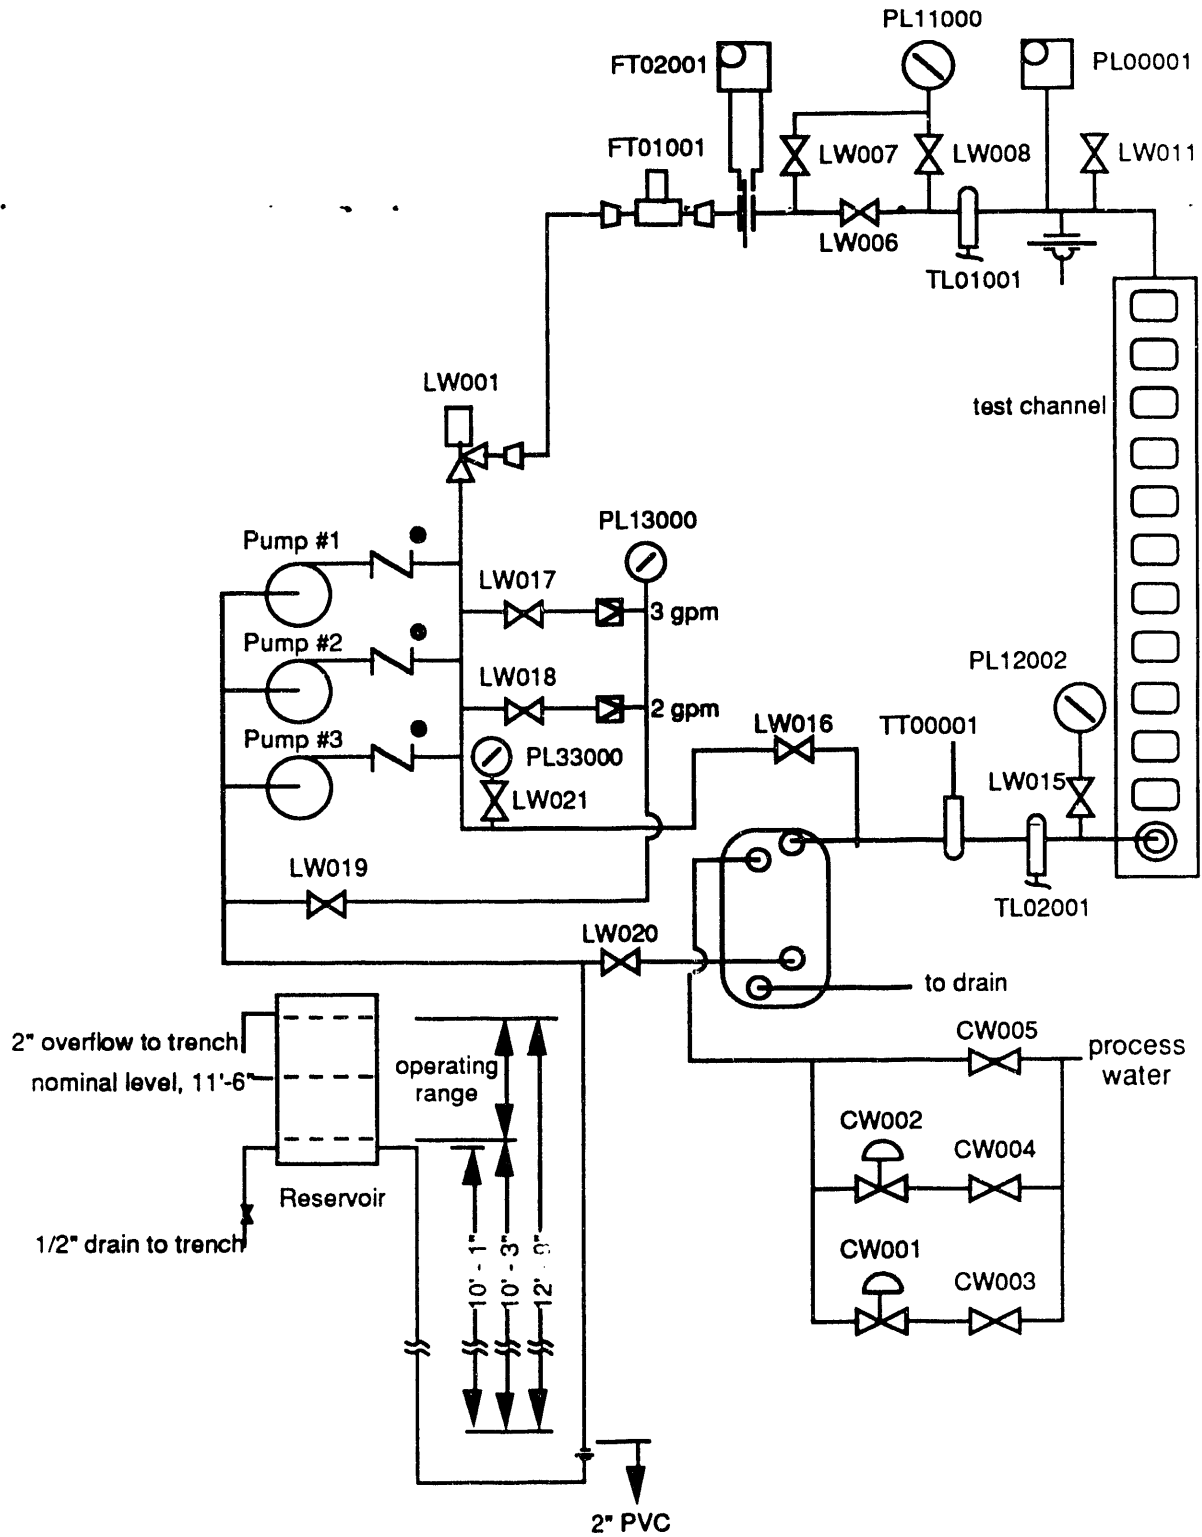 PL11000
FT02001
PL00001
FT01001
LW007
LW008
LW011
LW006
TL01001
LW001
test channel
Pump #1
PL13000
LW017
3 gpm
Pump #2
LW018
2 gpm
PL12002
Pump #3
PL33000
LW016
TT00001
LW021
LW015
LW019
TL02001
LW020
to drain
2" overflow to trench
nominal level, 11'-6"
operating
range
CW005
process
water
CW002
CW004
Reservoir
1/2" drain to trench
10' - 1"
10' - 3"
12' - 9"
CW001
CW003
2" PVC